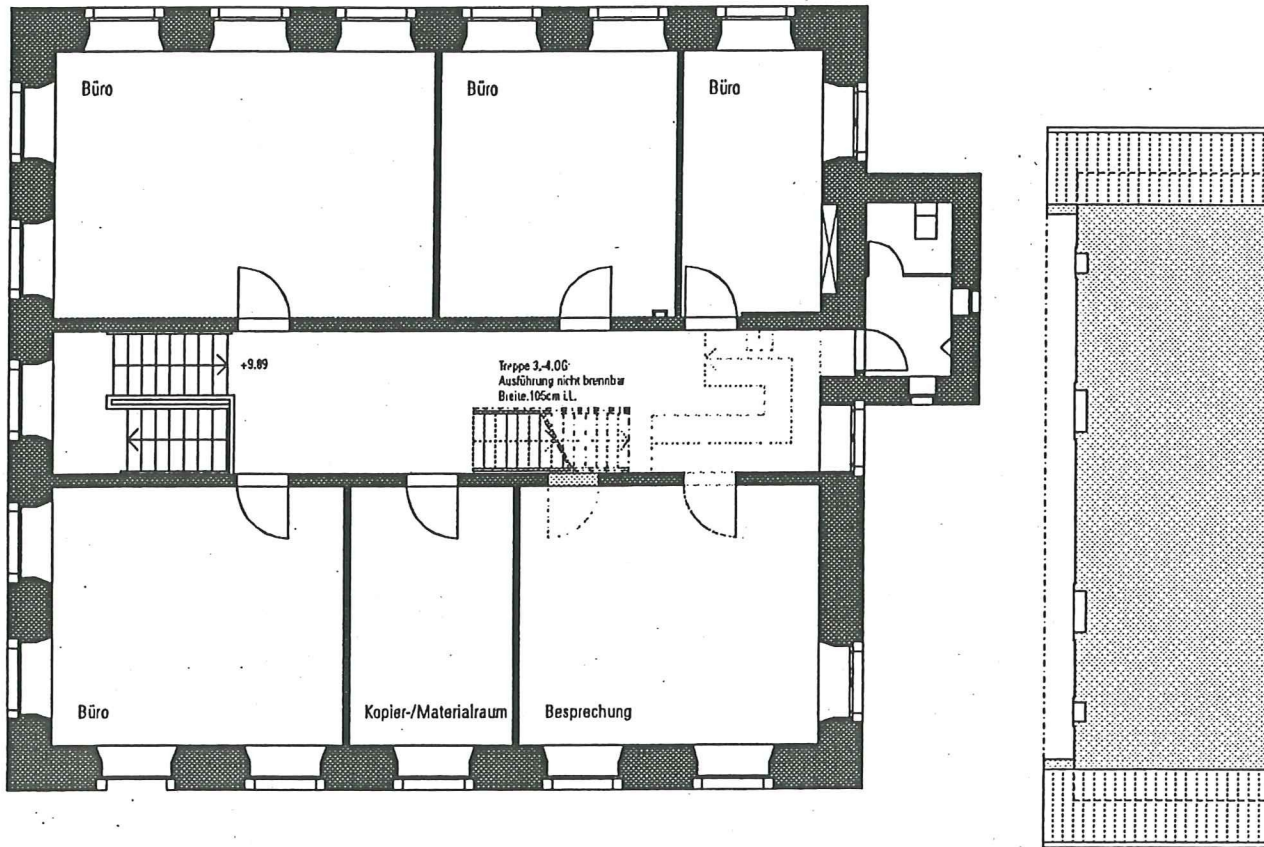 Büro
Büro
Büro
+9.89
Treppe 3.-4.OG
Ausführung nicht brennbar
Breite.105cm i.L.
Büro
Kopier-/Materialraum
Besprechung